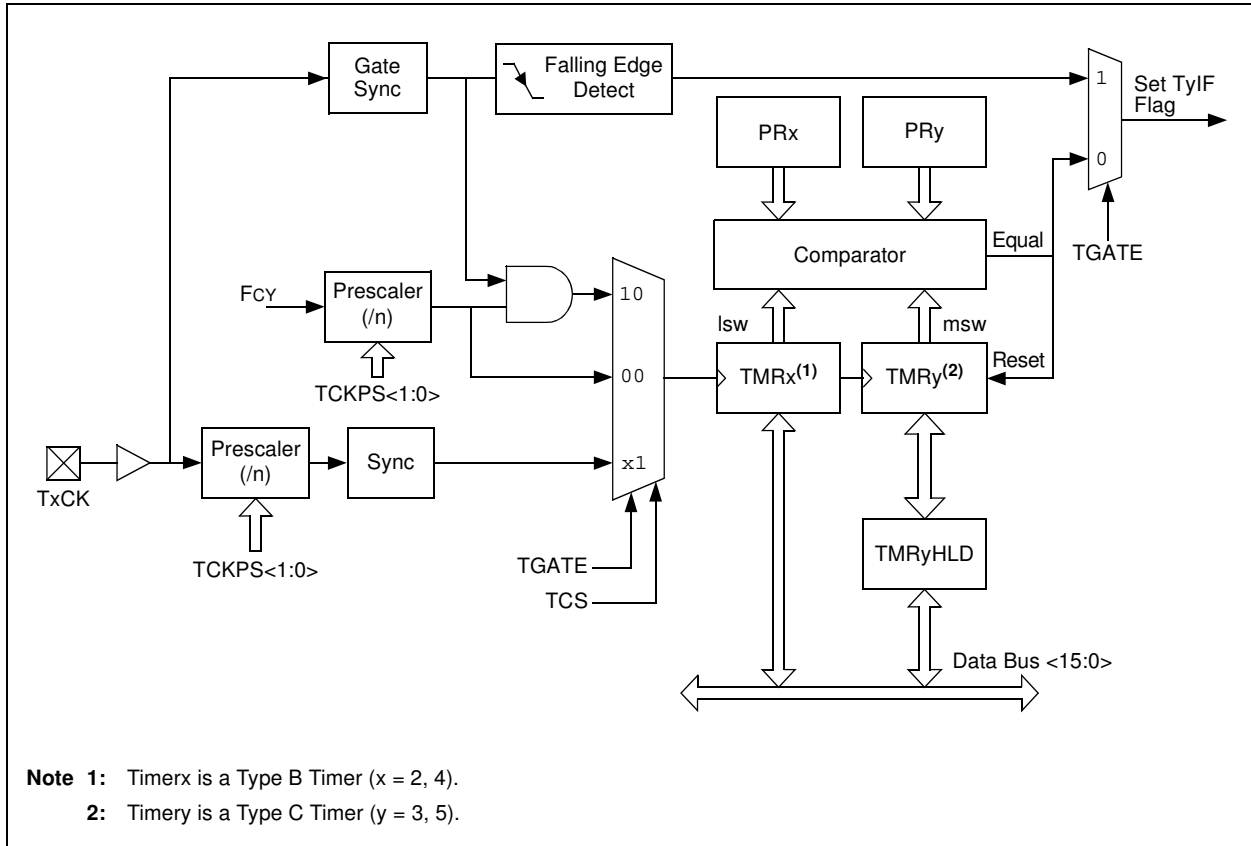 Gate
Sync
Falling Edge
Detect
1
Set TyIF
Flag
0
PRx
PRy
TGATE
Comparator
Equal
FCY
Prescaler
(/n)
10
lsw
msw
TCKPS<1:0>
00
TMRx(1)
TMRy(2)
Reset
TxCK
Prescaler
(/n)
Sync
x1
TCKPS<1:0>
TGATE
TCS
TMRyHLD
Data Bus <15:0>
Note 1: Timerx is a Type B Timer (x = 2, 4).
2: Timery is a Type C Timer (y = 3, 5).